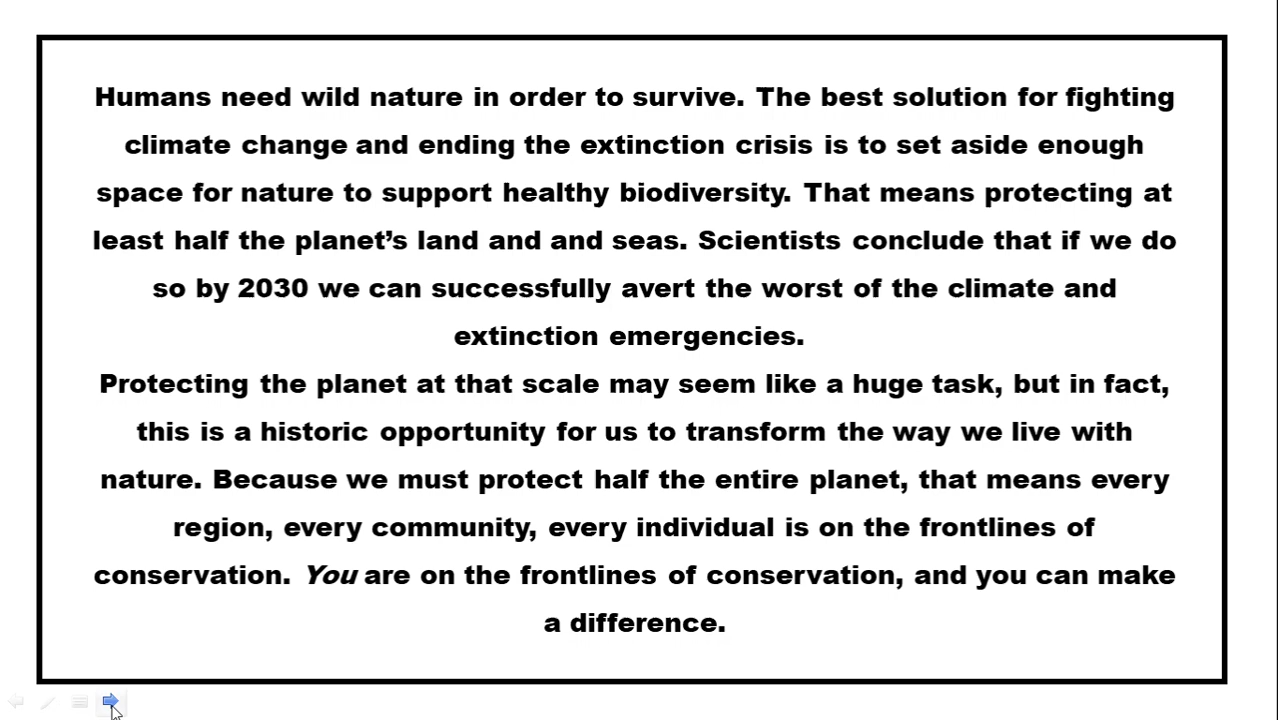 Humans need wild nature in order to survive. The best solution for fighting
climate change and ending the extinction crisis is to set aside enough
space for nature to support healthy biodiversity. That means protecting at
least half the planet’s land and and seas. Scientists conclude that if we do
so by 2030 we can successfully avert the worst of the climate and
extinction emergencies.
Protecting the planet at that scale may seem like a huge task, but in fact,
this is a historic opportunity for us to transform the way we live with
nature. Because we must protect half the entire planet, that means every
region, every community, every individual is on the frontlines of
conservation. You are on the frontlines of conservation, and you can make
a difference.